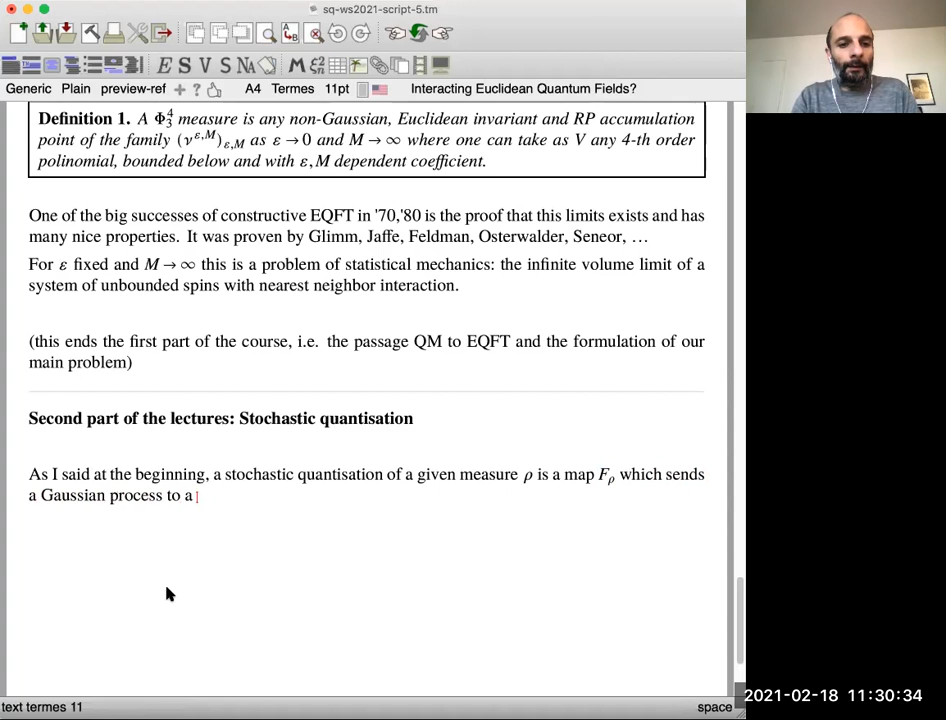 sq-ws2021-script-5.tm
E S V S NA
Generic Plain preview-ref + ? A4 Termes 11pt Interacting Euclidean Quantum Fields?
Definition 1. A Φ₃⁴ measure is any non-Gaussian, Euclidean invariant and RP accumulation
point of the family (ν^{ε,M})_{ε,M} as ε → 0 and M → ∞ where one can take as V any 4-th order
polinomial, bounded below and with ε, M dependent coefficient.
One of the big successes of constructive EQFT in '70,'80 is the proof that this limits exists and has
many nice properties. It was proven by Glimm, Jaffe, Feldman, Osterwalder, Seneor, …
For ε fixed and M → ∞ this is a problem of statistical mechanics: the infinite volume limit of a
system of unbounded spins with nearest neighbor interaction.
(this ends the first part of the course, i.e. the passage QM to EQFT and the formulation of our
main problem)
Second part of the lectures: Stochastic quantisation
As I said at the beginning, a stochastic quantisation of a given measure ρ is a map F_ρ which sends
a Gaussian process to a
text termes 11 space
2021-02-18 11:30:34